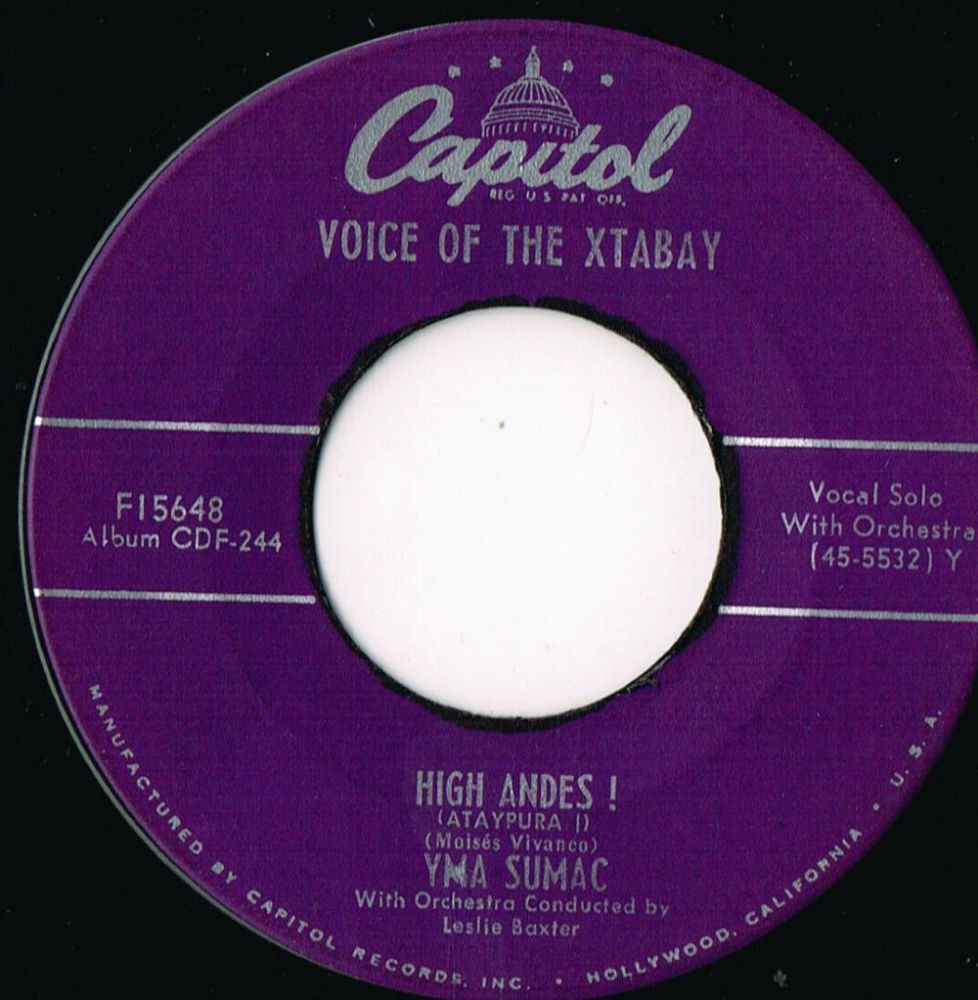 Capitol
REG. U.S. PAT. OFF.
VOICE OF THE XTABAY
F15648
Album CDF-244
Vocal Solo
With Orchestra
(45-5532) Y
HIGH ANDES !
(ATAYPURA !)
(Moisés Vivanco)
YMA SUMAC
With Orchestra Conducted by
Leslie Baxter
MANUFACTURED BY CAPITOL RECORDS, INC. • HOLLYWOOD, CALIFORNIA • U. S. A.